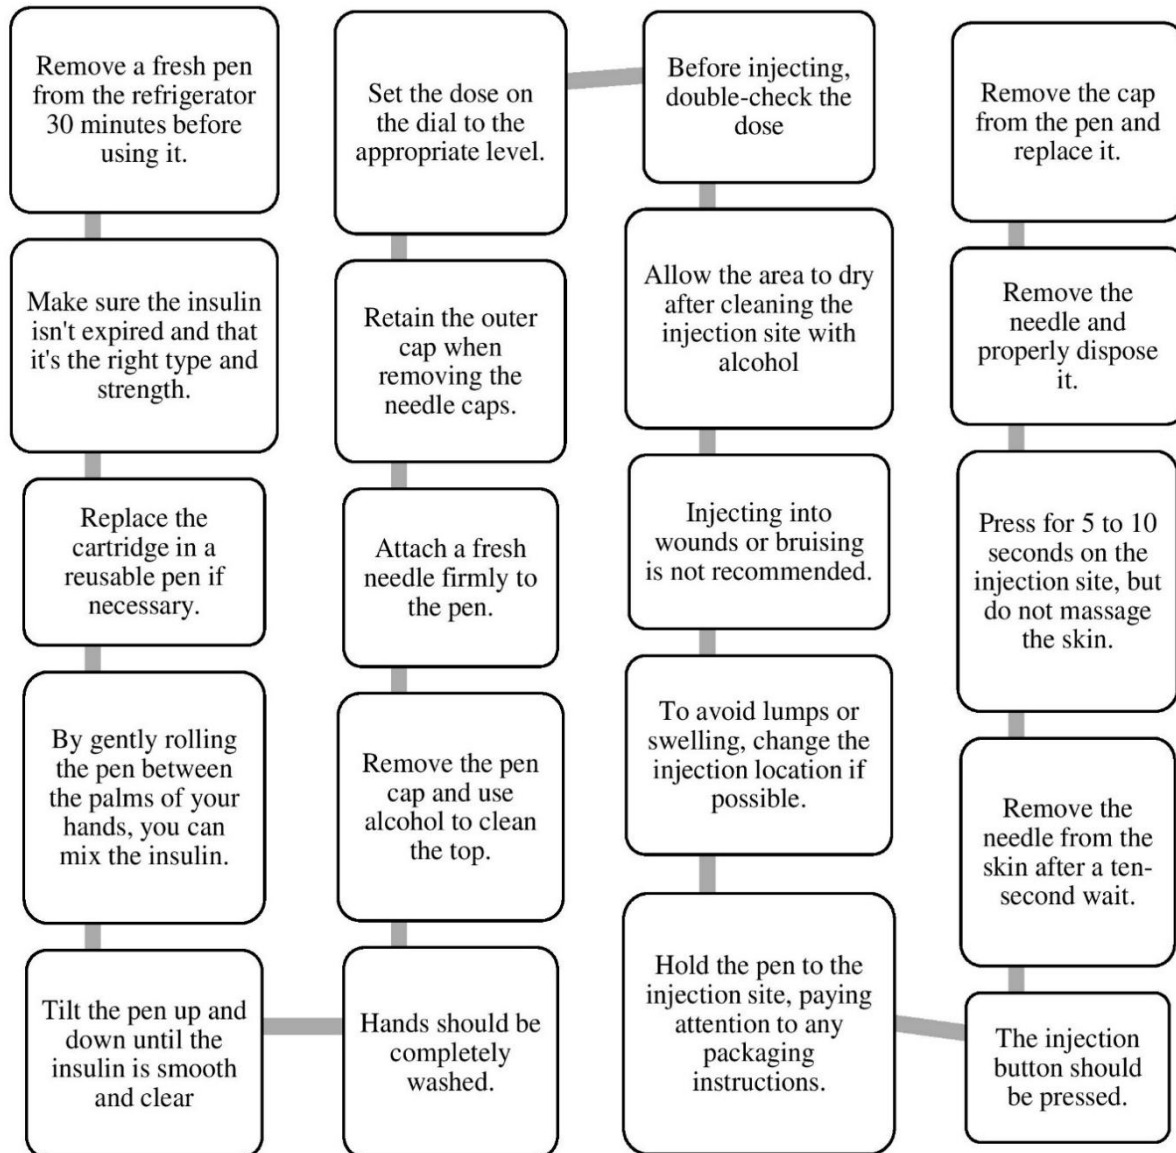 Remove a fresh pen
from the refrigerator
30 minutes before
using it.
Make sure the insulin
isn't expired and that
it's the right type and
strength.
Replace the
cartridge in a
reusable pen if
necessary.
By gently rolling
the pen between
the palms of your
hands, you can
mix the insulin.
Tilt the pen up and
down until the
insulin is smooth
and clear
Hands should be
completely
washed.
Remove the pen
cap and use
alcohol to clean
the top.
Attach a fresh
needle firmly to
the pen.
Retain the outer
cap when
removing the
needle caps.
Set the dose on
the dial to the
appropriate level.
Before injecting,
double-check the
dose
Allow the area to dry
after cleaning the
injection site with
alcohol
Injecting into
wounds or bruising
is not recommended.
To avoid lumps or
swelling, change the
injection location if
possible.
Hold the pen to the
injection site, paying
attention to any
packaging
instructions.
The injection
button should
be pressed.
Remove the
needle from the
skin after a ten-
second wait.
Press for 5 to 10
seconds on the
injection site, but
do not massage
the skin.
Remove the
needle and
properly dispose
it.
Remove the cap
from the pen and
replace it.